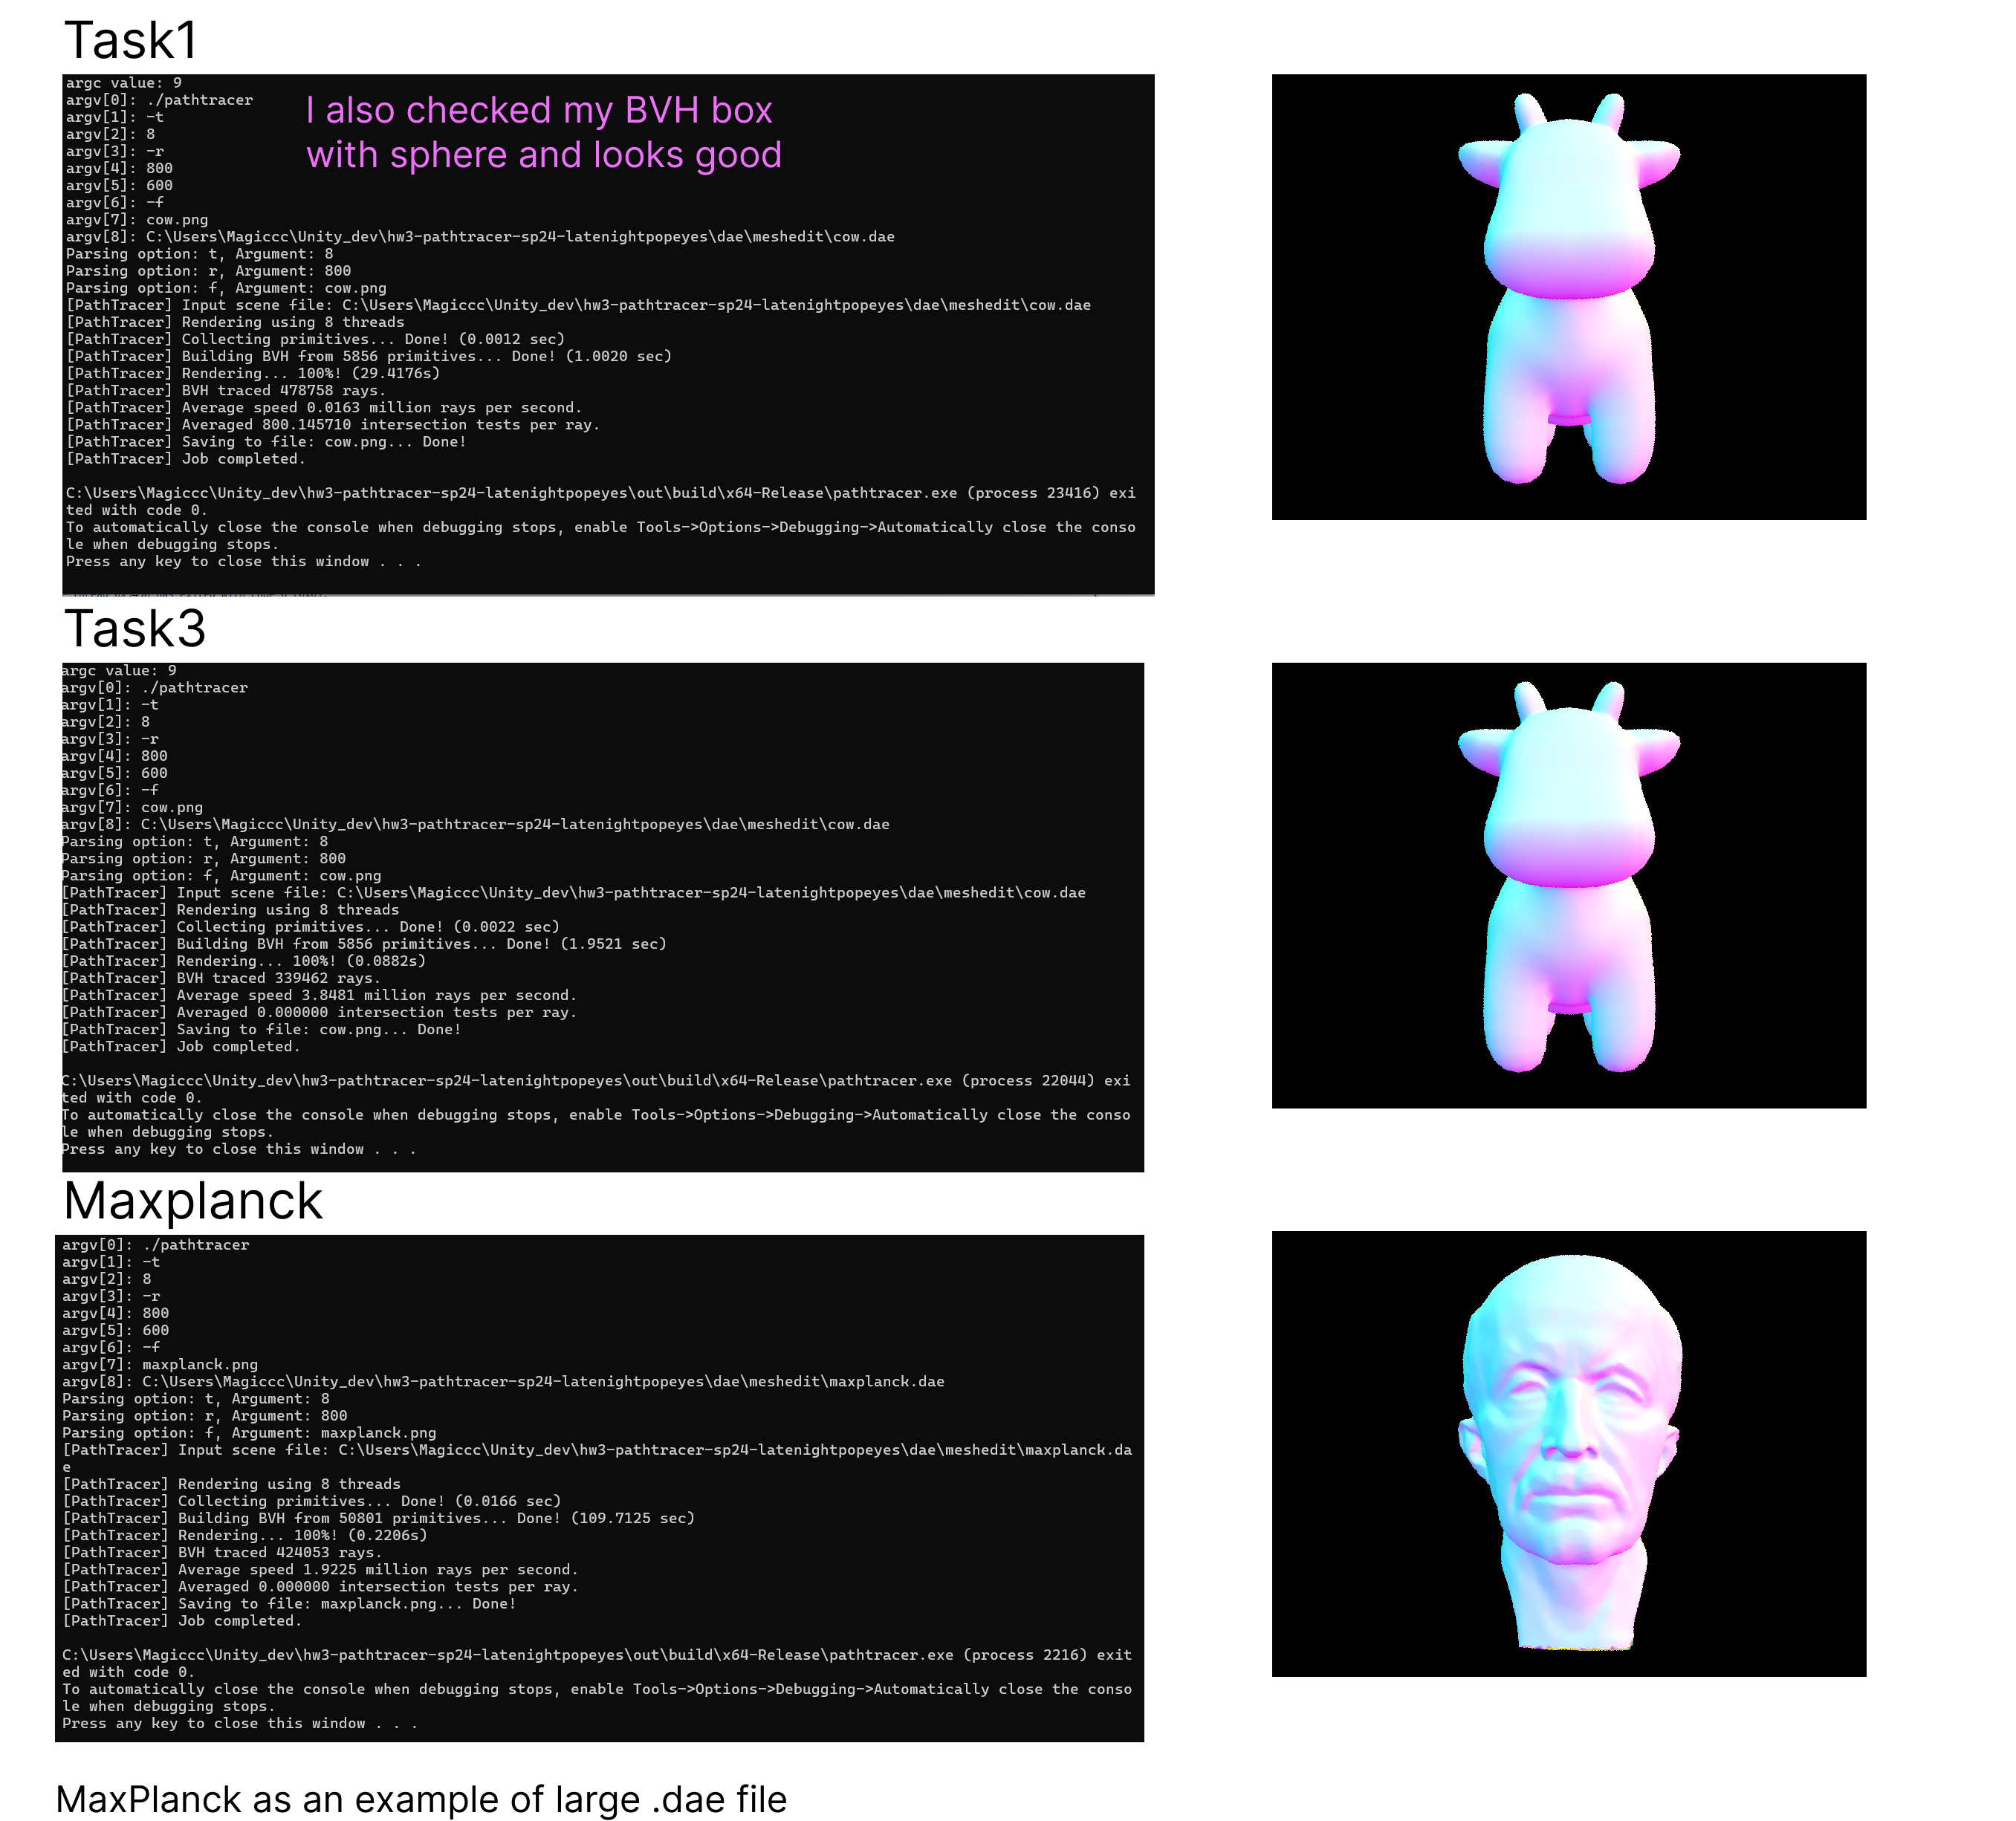 Task1
argc value: 9
argv[0]: ./pathtracer
argv[1]: -t
argv[2]: 8
argv[3]: -r
argv[4]: 800
argv[5]: 600
argv[6]: -f
argv[7]: cow.png
argv[8]: C:\Users\Magiccc\Unity_dev\hw3-pathtracer-sp24-latenightpopeyes\dae\meshedit\cow.dae
I also checked my BVH box
with sphere and looks good
Parsing option: t, Argument: 8
Parsing option: r, Argument: 800
Parsing option: f, Argument: cow.png
[PathTracer] Input scene file: C:\Users\Magiccc\Unity_dev\hw3-pathtracer-sp24-latenightpopeyes\dae\meshedit\cow.dae
[PathTracer] Rendering using 8 threads
[PathTracer] Collecting primitives... Done! (0.0012 sec)
[PathTracer] Building BVH from 5856 primitives... Done! (1.0020 sec)
[PathTracer] Rendering... 100%! (29.4176s)
[PathTracer] BVH traced 478758 rays.
[PathTracer] Average speed 0.0163 million rays per second.
[PathTracer] Averaged 800.145710 intersection tests per ray.
[PathTracer] Saving to file: cow.png... Done!
[PathTracer] Job completed.
C:\Users\Magiccc\Unity_dev\hw3-pathtracer-sp24-latenightpopeyes\out\build\x64-Release\pathtracer.exe (process 23416) exi
ted with code 0.
To automatically close the console when debugging stops, enable Tools->Options->Debugging->Automatically close the conso
le when debugging stops.
Press any key to close this window . . .
Task3
argc value: 9
argv[0]: ./pathtracer
argv[1]: -t
argv[2]: 8
argv[3]: -r
argv[4]: 800
argv[5]: 600
argv[6]: -f
argv[7]: cow.png
argv[8]: C:\Users\Magiccc\Unity_dev\hw3-pathtracer-sp24-latenightpopeyes\dae\meshedit\cow.dae
Parsing option: t, Argument: 8
Parsing option: r, Argument: 800
Parsing option: f, Argument: cow.png
[PathTracer] Input scene file: C:\Users\Magiccc\Unity_dev\hw3-pathtracer-sp24-latenightpopeyes\dae\meshedit\cow.dae
[PathTracer] Rendering using 8 threads
[PathTracer] Collecting primitives... Done! (0.0022 sec)
[PathTracer] Building BVH from 5856 primitives... Done! (1.9521 sec)
[PathTracer] Rendering... 100%! (0.0882s)
[PathTracer] BVH traced 339462 rays.
[PathTracer] Average speed 3.8481 million rays per second.
[PathTracer] Averaged 0.000000 intersection tests per ray.
[PathTracer] Saving to file: cow.png... Done!
[PathTracer] Job completed.
C:\Users\Magiccc\Unity_dev\hw3-pathtracer-sp24-latenightpopeyes\out\build\x64-Release\pathtracer.exe (process 22044) exi
ted with code 0.
To automatically close the console when debugging stops, enable Tools->Options->Debugging->Automatically close the conso
le when debugging stops.
Press any key to close this window . . .
Maxplanck
argv[0]: ./pathtracer
argv[1]: -t
argv[2]: 8
argv[3]: -r
argv[4]: 800
argv[5]: 600
argv[6]: -f
argv[7]: maxplanck.png
argv[8]: C:\Users\Magiccc\Unity_dev\hw3-pathtracer-sp24-latenightpopeyes\dae\meshedit\maxplanck.dae
Parsing option: t, Argument: 8
Parsing option: r, Argument: 800
Parsing option: f, Argument: maxplanck.png
[PathTracer] Input scene file: C:\Users\Magiccc\Unity_dev\hw3-pathtracer-sp24-latenightpopeyes\dae\meshedit\maxplanck.da
e
[PathTracer] Rendering using 8 threads
[PathTracer] Collecting primitives... Done! (0.0166 sec)
[PathTracer] Building BVH from 50801 primitives... Done! (109.7125 sec)
[PathTracer] Rendering... 100%! (0.2206s)
[PathTracer] BVH traced 424053 rays.
[PathTracer] Average speed 1.9225 million rays per second.
[PathTracer] Averaged 0.000000 intersection tests per ray.
[PathTracer] Saving to file: maxplanck.png... Done!
[PathTracer] Job completed.
C:\Users\Magiccc\Unity_dev\hw3-pathtracer-sp24-latenightpopeyes\out\build\x64-Release\pathtracer.exe (process 2216) exit
ed with code 0.
To automatically close the console when debugging stops, enable Tools->Options->Debugging->Automatically close the conso
le when debugging stops.
Press any key to close this window . . .
MaxPlanck as an example of large .dae file